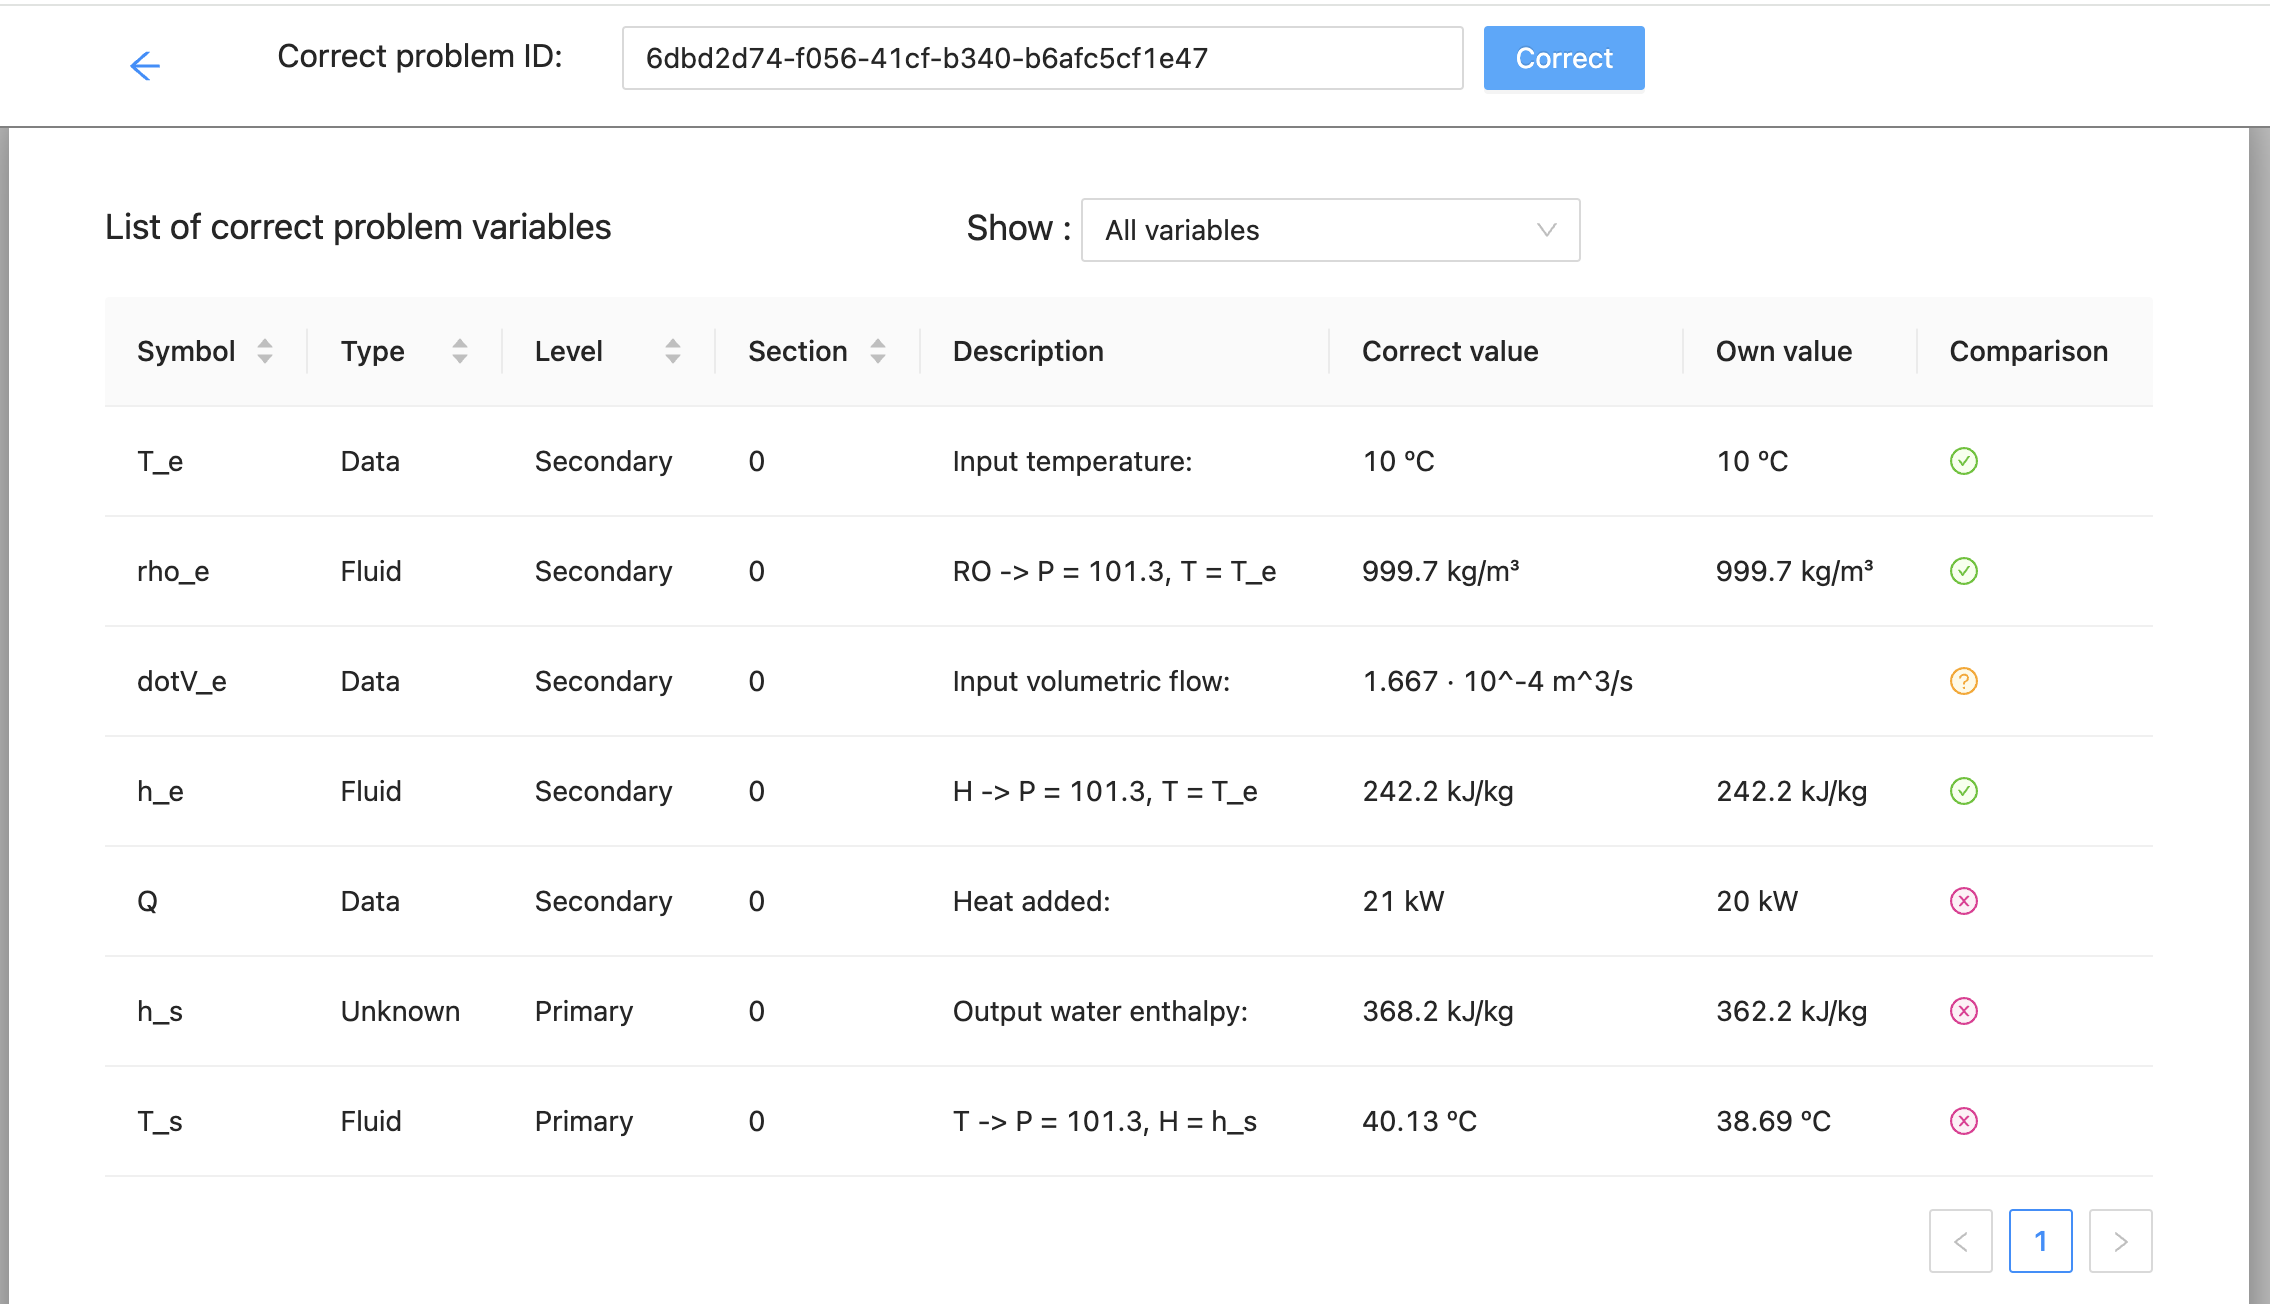 Correct problem ID: 6dbd2d74-f056-41cf-b340-b6afc5cf1e47 Correct
List of correct problem variables Show : All variables
Symbol Type Level Section Description Correct value Own value Comparison
T_e Data Secondary 0 Input temperature: 10 ºC 10 ºC
rho_e Fluid Secondary 0 RO -> P = 101.3, T = T_e 999.7 kg/m³ 999.7 kg/m³
dotV_e Data Secondary 0 Input volumetric flow: 1.667 · 10^-4 m^3/s
h_e Fluid Secondary 0 H -> P = 101.3, T = T_e 242.2 kJ/kg 242.2 kJ/kg
Q Data Secondary 0 Heat added: 21 kW 20 kW
h_s Unknown Primary 0 Output water enthalpy: 368.2 kJ/kg 362.2 kJ/kg
T_s Fluid Primary 0 T -> P = 101.3, H = h_s 40.13 ºC 38.69 ºC
1